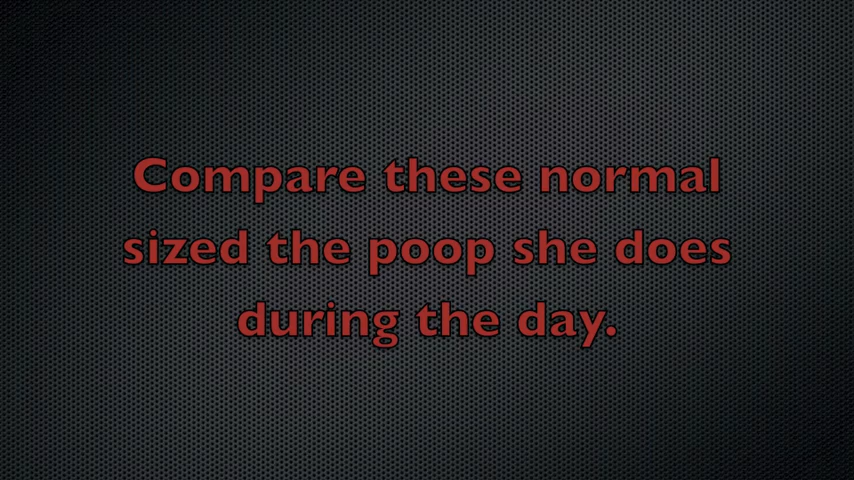 Compare these normal
sized the poop she does
during the day.